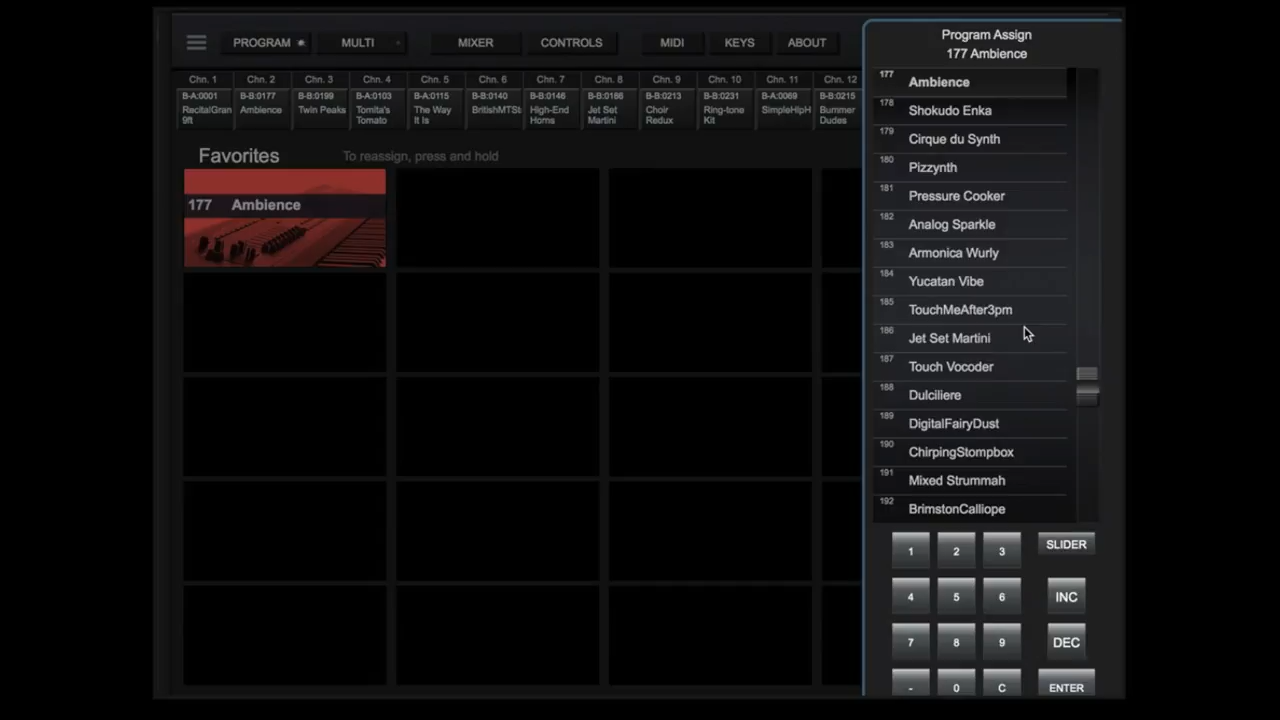 PROGRAM
MULTI
MIXER
CONTROLS
MIDI
KEYS
ABOUT
Chn. 1
Chn. 2
Chn. 3
Chn. 4
Chn. 5
Chn. 6
Chn. 7
Chn. 8
Chn. 9
Chn. 10
Chn. 11
Chn. 12
B-A:0001
RecitalGran
9ft
B-B:0177
Ambience
B-B:0199
Twin Peaks
B-A:0103
Tomita's
Tomato
B-A:0115
The Way
It Is
B-B:0140
BritishMTSt
B-B:0146
High-End
Horns
B-B:0186
Jet Set
Martini
B-B:0213
Choir
Redux
B-B:0231
Ring-tone
Kit
B-A:0069
SimpleHipH
B-B:0215
Bummer
Dudes
Favorites
To reassign, press and hold
177 Ambience
Program Assign
177 Ambience
177 Ambience
178 Shokudo Enka
179 Cirque du Synth
180 Pizzynth
181 Pressure Cooker
182 Analog Sparkle
183 Armonica Wurly
184 Yucatan Vibe
185 TouchMeAfter3pm
186 Jet Set Martini
187 Touch Vocoder
188 Dulciliere
189 DigitalFairyDust
190 ChirpingStompbox
191 Mixed Strummah
192 BrimstonCalliope
1 2 3 SLIDER
4 5 6 INC
7 8 9 DEC
- 0 C ENTER